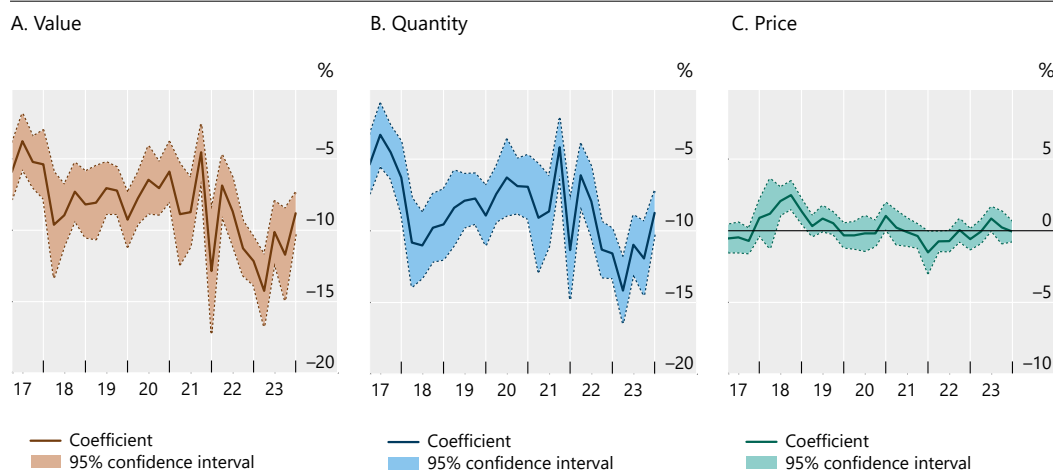 A. Value
B. Quantity
C. Price
%
%
%
–5
–10
–15
–20
–5
–10
–15
–20
5
0
–5
–10
17 18 19 20 21 22 23
17 18 19 20 21 22 23
17 18 19 20 21 22 23
Coefficient
95% confidence interval
Coefficient
95% confidence interval
Coefficient
95% confidence interval